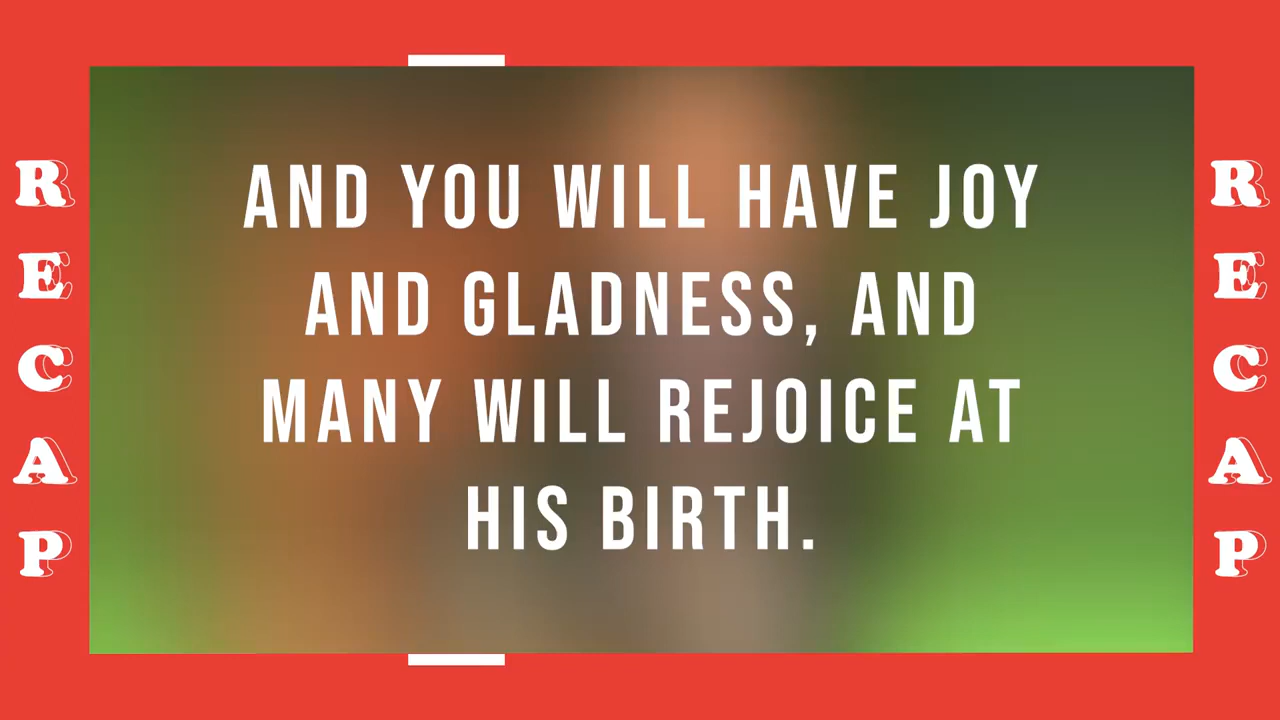 RECAP
AND YOU WILL HAVE JOY
AND GLADNESS, AND
MANY WILL REJOICE AT
HIS BIRTH.
RECAP